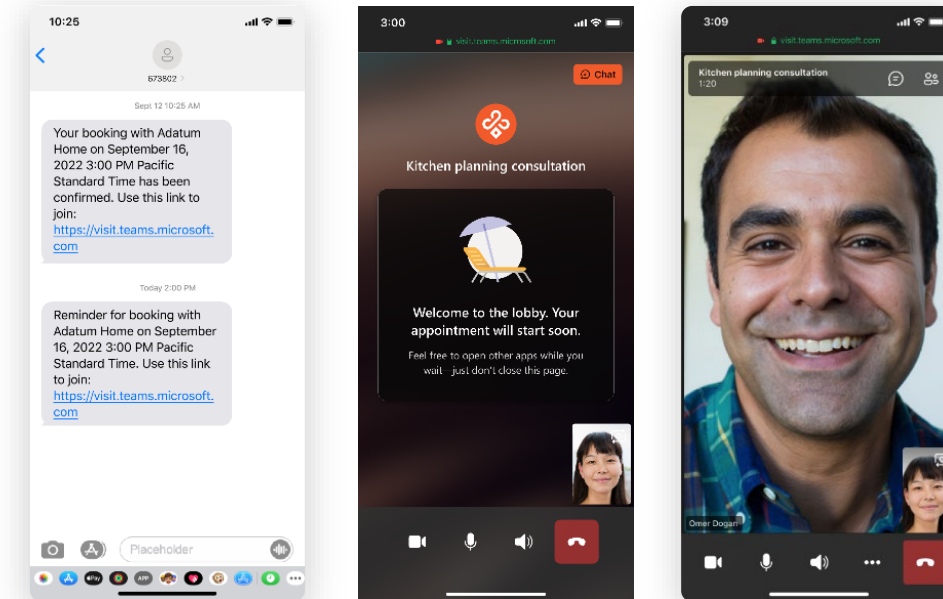 10:25
673802
Sept 12 10:25 AM
Your booking with Adatum
Home on September 16,
2022 3:00 PM Pacific
Standard Time has been
confirmed. Use this link to
join:
https://visit.teams.microsoft.
com
Today 2:00 PM
Reminder for booking with
Adatum Home on September
16, 2022 3:00 PM Pacific
Standard Time. Use this link
to join:
https://visit.teams.microsoft.
com
Placeholder
Pay
APP
3:00
visit.teams.microsoft.com
Chat
Kitchen planning consultation
Welcome to the lobby. Your
appointment will start soon.
Feel free to open other apps while you
wait—just don't close this page.
3:09
visit.teams.microsoft.com
Kitchen planning consultation
1:20
Omer Dogan